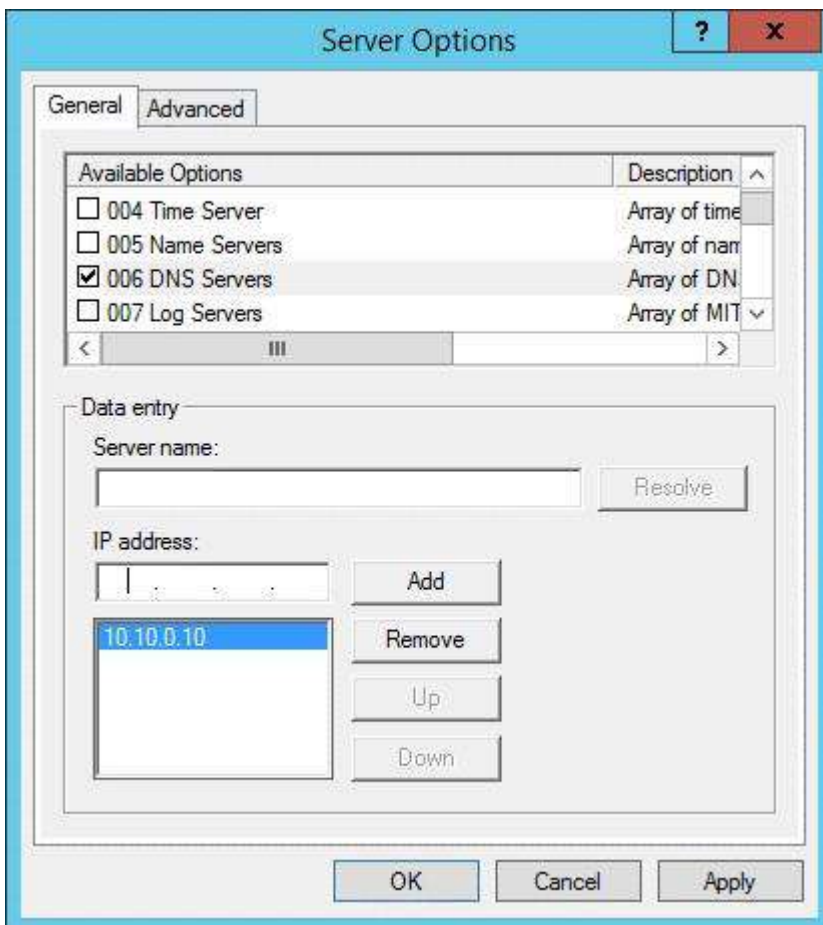 Server Options
? x
General Advanced
Available Options Description
004 Time Server Array of time
005 Name Servers Array of nam
006 DNS Servers Array of DN
007 Log Servers Array of MIT
Data entry
Server name:
Resolve
IP address:
. . .
Add
10.10.0.10
Remove
Up
Down
OK Cancel Apply